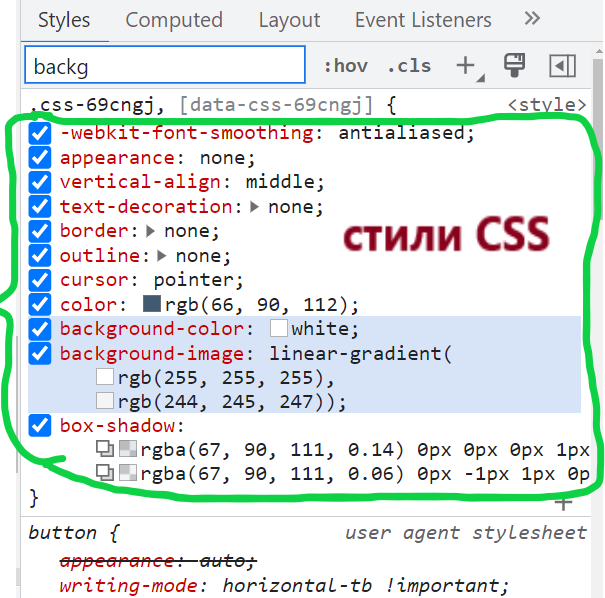 Styles Computed Layout Event Listeners »
backg :hov .cls +
.css-69cngj, [data-css-69cngj] { <style>
-webkit-font-smoothing: antialiased;
appearance: none;
vertical-align: middle;
text-decoration: none;
border: none;
outline: none;
cursor: pointer;
color: rgb(66, 90, 112);
background-color: white;
background-image: linear-gradient(
rgb(255, 255, 255),
rgb(244, 245, 247));
box-shadow:
rgba(67, 90, 111, 0.14) 0px 0px 0px 1px
rgba(67, 90, 111, 0.06) 0px -1px 1px 0p
}
стили CSS
button { user agent stylesheet
appearance: auto;
writing-mode: horizontal-tb !important;